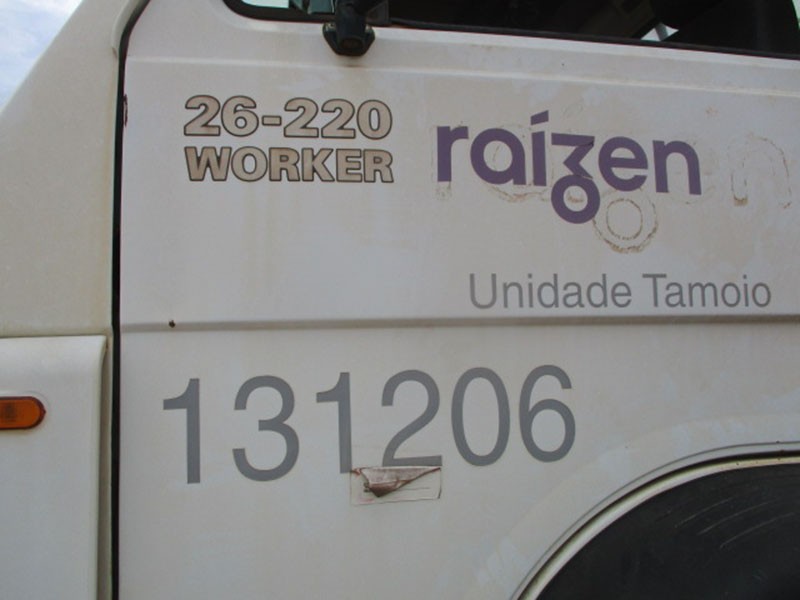 26-220
WORKER
raízen
Unidade Tamoio
131206